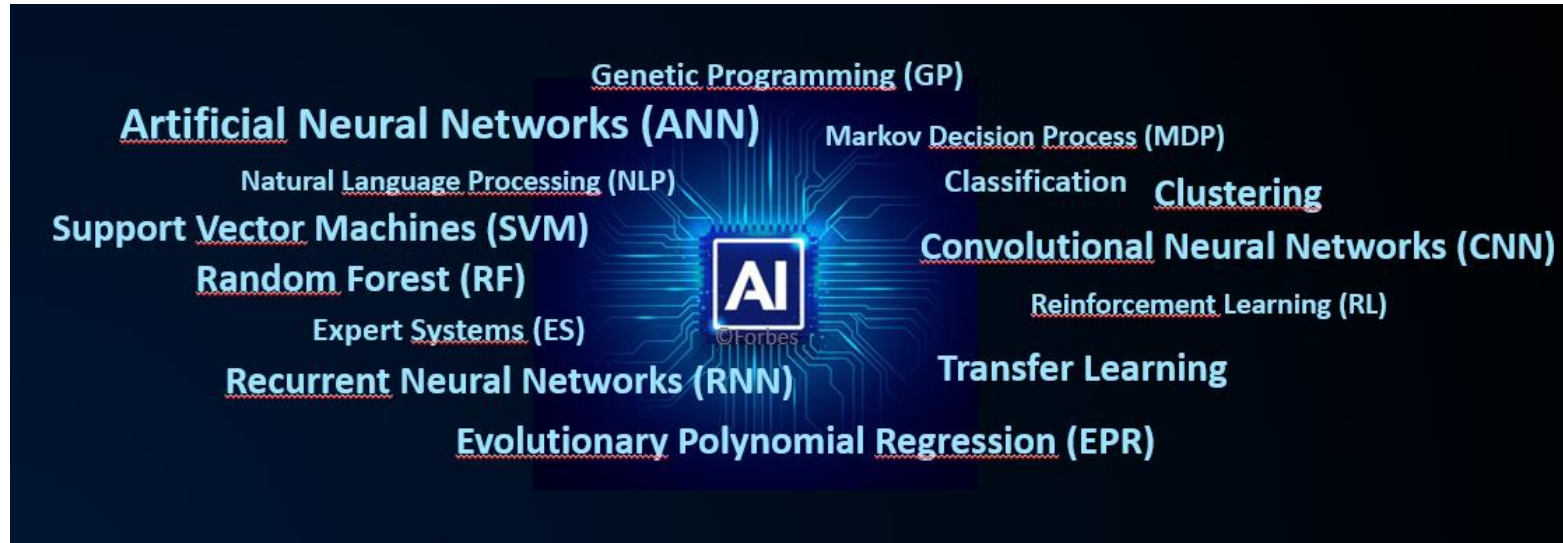 Genetic Programming (GP)
Artificial Neural Networks (ANN)
Markov Decision Process (MDP)
Natural Language Processing (NLP)
Classification
Clustering
Support Vector Machines (SVM)
Convolutional Neural Networks (CNN)
Random Forest (RF)
AI
Reinforcement Learning (RL)
Expert Systems (ES)
©Forbes
Transfer Learning
Recurrent Neural Networks (RNN)
Evolutionary Polynomial Regression (EPR)